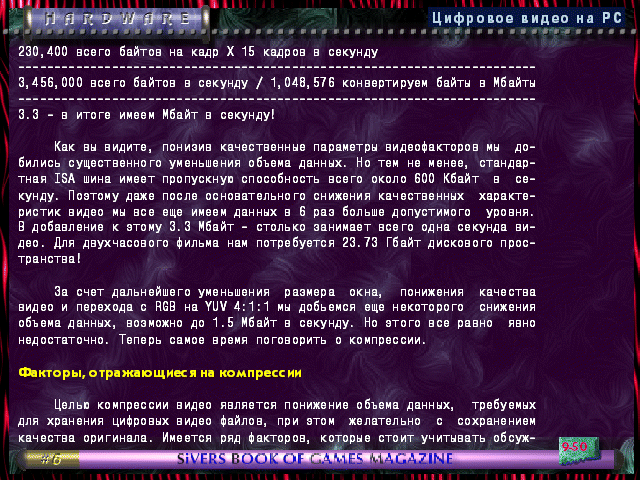 HARDWARE
Цифровое видео на PC
230,400 всего байтов на кадр X 15 кадров в секунду
----------------------------------------------------------------
3,456,000 всего байтов в секунду / 1,048,576 конвертируем байты в Мбайты
----------------------------------------------------------------
3.3 - в итоге имеем Мбайт в секунду!
Как вы видите, понизив качественные параметры видеофакторов мы до-
бились существенного уменьшения объема данных. Но тем не менее, стандар-
тная ISA шина имеет пропускную способность всего около 600 Кбайт в се-
кунду. Поэтому даже после основательного снижения качественных характе-
ристик видео мы все еще имеем данных в 6 раз больше допустимого уровня.
В добавление к этому 3.3 Мбайт - столько занимает всего одна секунда ви-
део. Для двухчасового фильма нам потребуется 23.73 Гбайт дискового прос-
транства!
За счет дальнейшего уменьшения размера окна, понижения качества
видео и перехода с RGB на YUV 4:1:1 мы добьемся еще некоторого снижения
объема данных, возможно до 1.5 Мбайт в секунду. Но этого все равно явно
недостаточно. Теперь самое время поговорить о компрессии.
Факторы, отражающиеся на компрессии
Целью компрессии видео является понижение объема данных, требуемых
для хранения цифровых видео файлов, при этом желательно с сохранением
качества оригинала. Имеется ряд факторов, которые стоит учитывать обсуж-
#6
SiVERS BOOK OF GAMES MAGAZINE
950